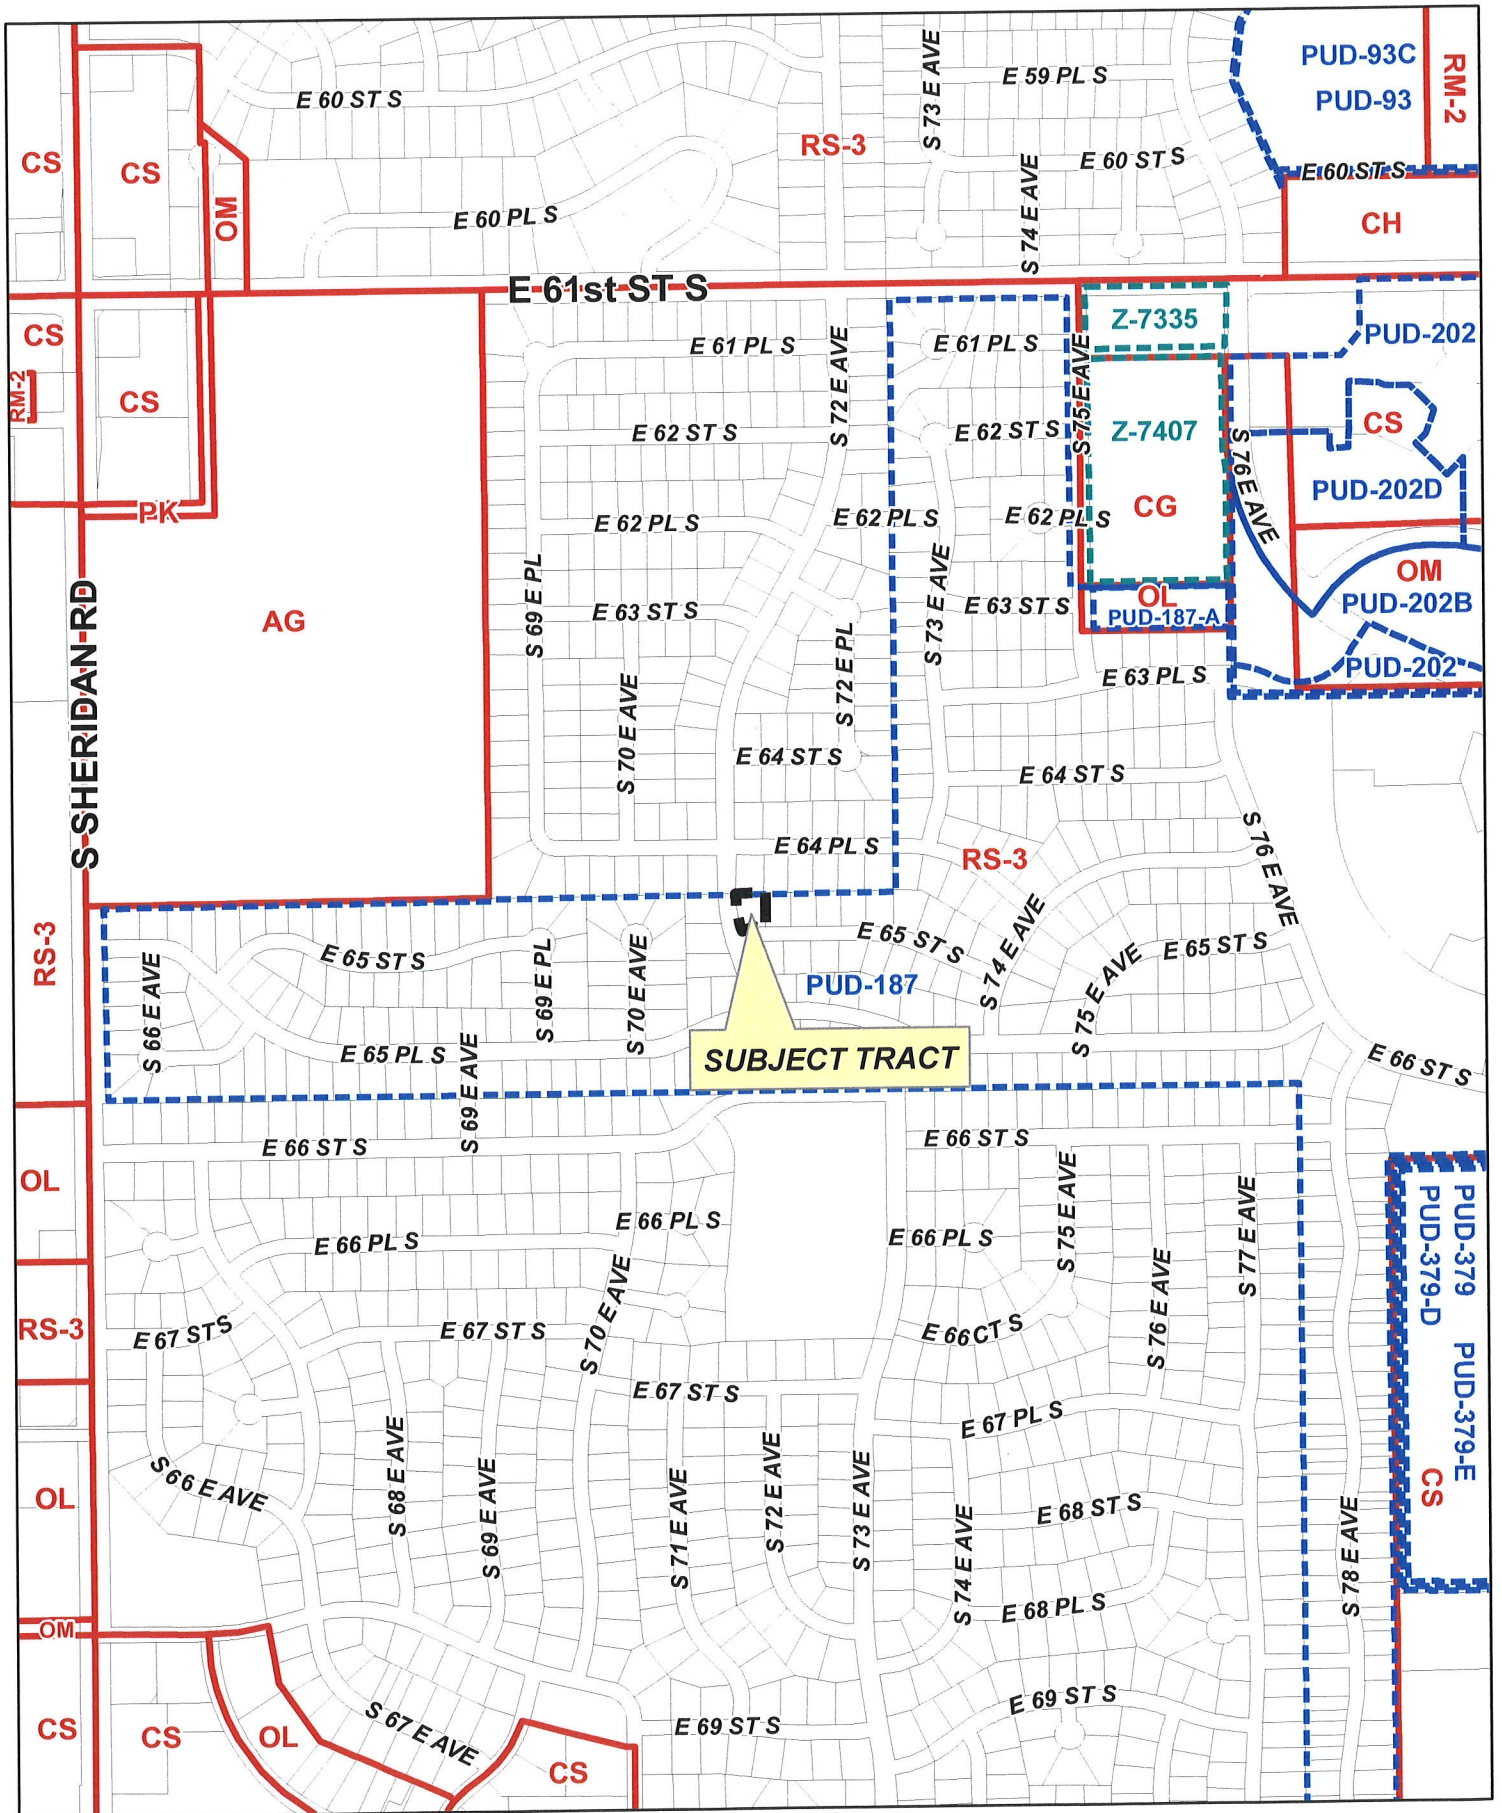 PUD-93C
PUD-93
RM-2
S 73 E AVE
E 59 PL S
E 60 ST S
CS
CS
OM
RS-3
E 60 ST S
E 60 ST S
S 74 E AVE
E 60 PL S
CH
E 61st ST S
CS
RM-2
CS
PK
AG
S SHERIDAN RD
E 61 PL S
S 72 E AVE
E 61 PL S
S 75 E AVE
Z-7335
PUD-202
E 62 ST S
E 62 ST S
Z-7407
CS
S 76 E AVE
PUD-202D
CG
E 62 PL S
E 62 PL S
E 62 PL S
S 69 E PL
S 73 E AVE
OM
PUD-202B
E 63 ST S
E 63 ST S
OL
PUD-187-A
PUD-202
S 70 E AVE
S 72 E PL
E 63 PL S
E 64 ST S
E 64 ST S
E 64 PL S
RS-3
S 76 E AVE
RS-3
S 66 E AVE
E 65 ST S
S 69 E PL
S 70 E AVE
E 65 ST S
S 74 E AVE
S 75 E AVE
E 65 ST S
PUD-187
E 65 PL S
S 69 E AVE
SUBJECT TRACT
E 66 ST S
E 66 ST S
E 66 ST S
OL
E 66 PL S
E 66 PL S
E 66 PL S
S 75 E AVE
S 77 E AVE
PUD-379-D
PUD-379
PUD-379-E
CS
RS-3
E 67 ST S
E 67 ST S
S 70 E AVE
E 66 CT S
S 76 E AVE
E 67 ST S
E 67 PL S
OL
S 66 E AVE
S 68 E AVE
S 69 E AVE
S 71 E AVE
S 72 E AVE
S 73 E AVE
S 74 E AVE
E 68 ST S
S 78 E AVE
E 68 PL S
OM
CS
CS
OL
S 67 E AVE
CS
E 69 ST S
E 69 ST S